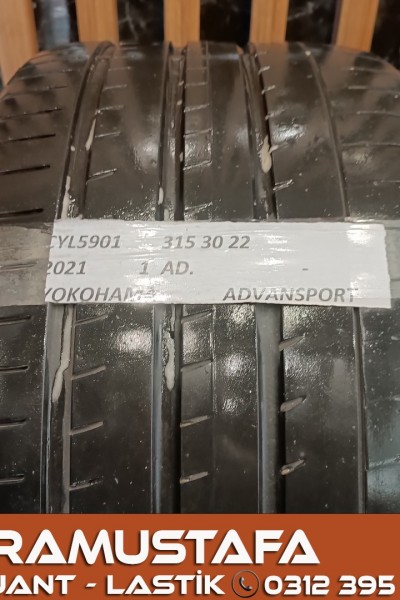 CYL5901 315 30 22
2021 1 AD. -
YOKOHAMA ADVANSPORT
RAMUSTAFA
JANT - LASTİK 0312 395